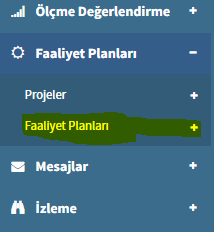 Ölçme Değerlendirme +
Faaliyet Planları −
Projeler +
Faaliyet Planları +
Mesajlar +
İzleme +